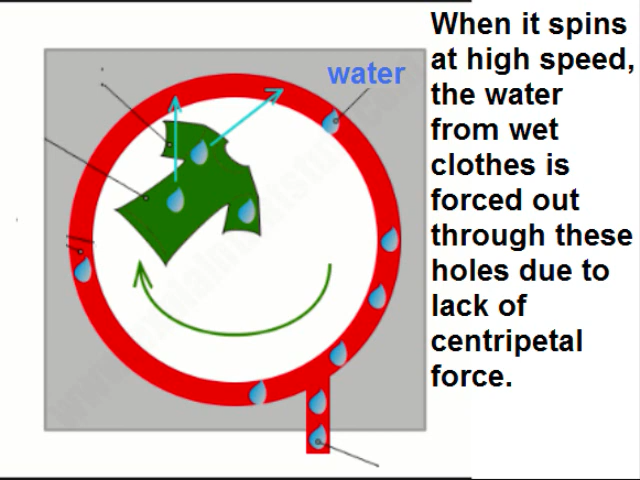 When it spins
at high speed,
the water
from wet
clothes is
forced out
through these
holes due to
lack of
centripetal
force.
water